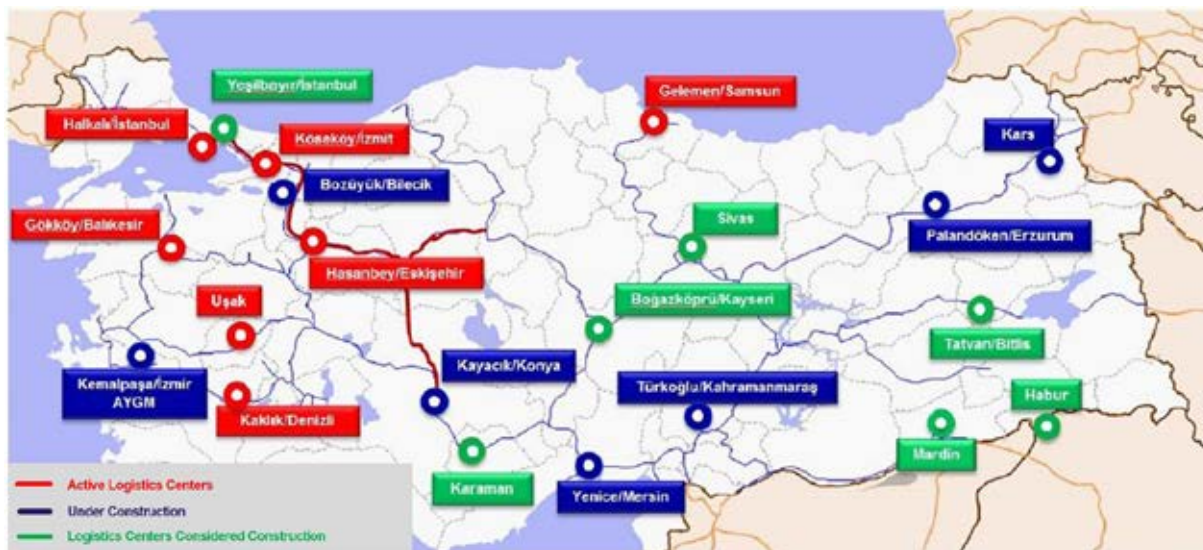 Yeşilbayır/İstanbul
Gelemen/Samsun
Halkalı/İstanbul
Köseköy/İzmit
Kars
Bozüyük/Bilecik
Gökköy/Balıkesir
Sivas
Palandöken/Erzurum
Hasanbey/Eskişehir
Uşak
Boğazköprü/Kayseri
Tatvan/Bitlis
Kayacık/Konya
Kemalpaşa/İzmir
AYGM
Türkoğlu/Kahramanmaraş
Habur
Kaklık/Denizli
Mardin
Karaman
Yenice/Mersin
Active Logistics Centers
Under Construction
Logistics Centers Considered Construction